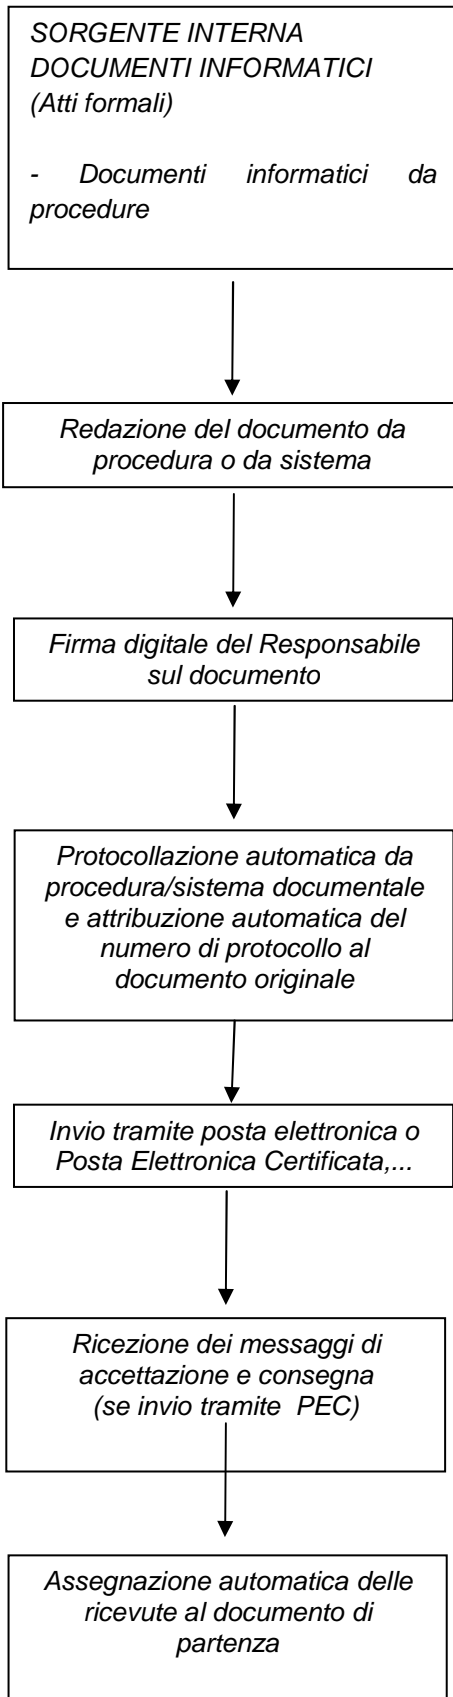 SORGENTE INTERNA
DOCUMENTI INFORMATICI
(Atti formali)
- Documenti informatici da
procedure
Redazione del documento da
procedura o da sistema
Firma digitale del Responsabile
sul documento
Protocollazione automatica da
procedura/sistema documentale
e attribuzione automatica del
numero di protocollo al
documento originale
Invio tramite posta elettronica o
Posta Elettronica Certificata,...
Ricezione dei messaggi di
accettazione e consegna
(se invio tramite PEC)
Assegnazione automatica delle
ricevute al documento di
partenza